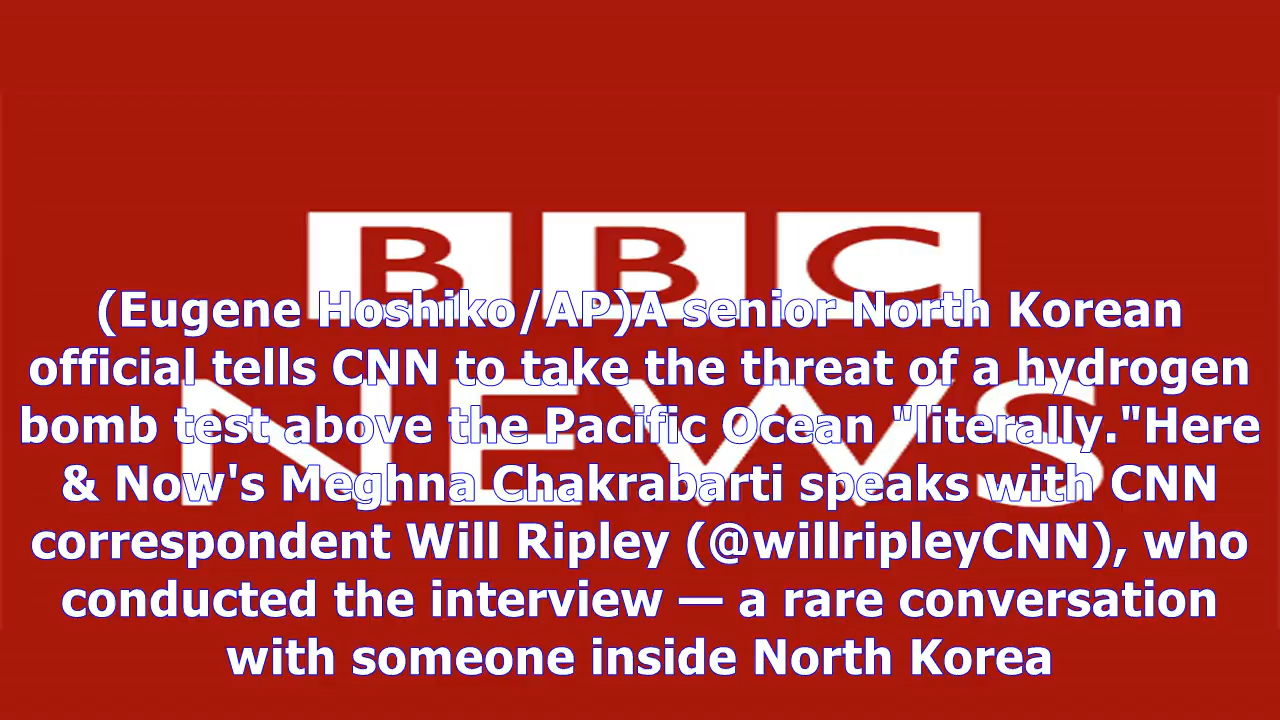 BBC
NEWS
(Eugene Hoshiko/AP)A senior North Korean
official tells CNN to take the threat of a hydrogen
bomb test above the Pacific Ocean "literally."Here
& Now's Meghna Chakrabarti speaks with CNN
correspondent Will Ripley (@willripleyCNN), who
conducted the interview — a rare conversation
with someone inside North Korea